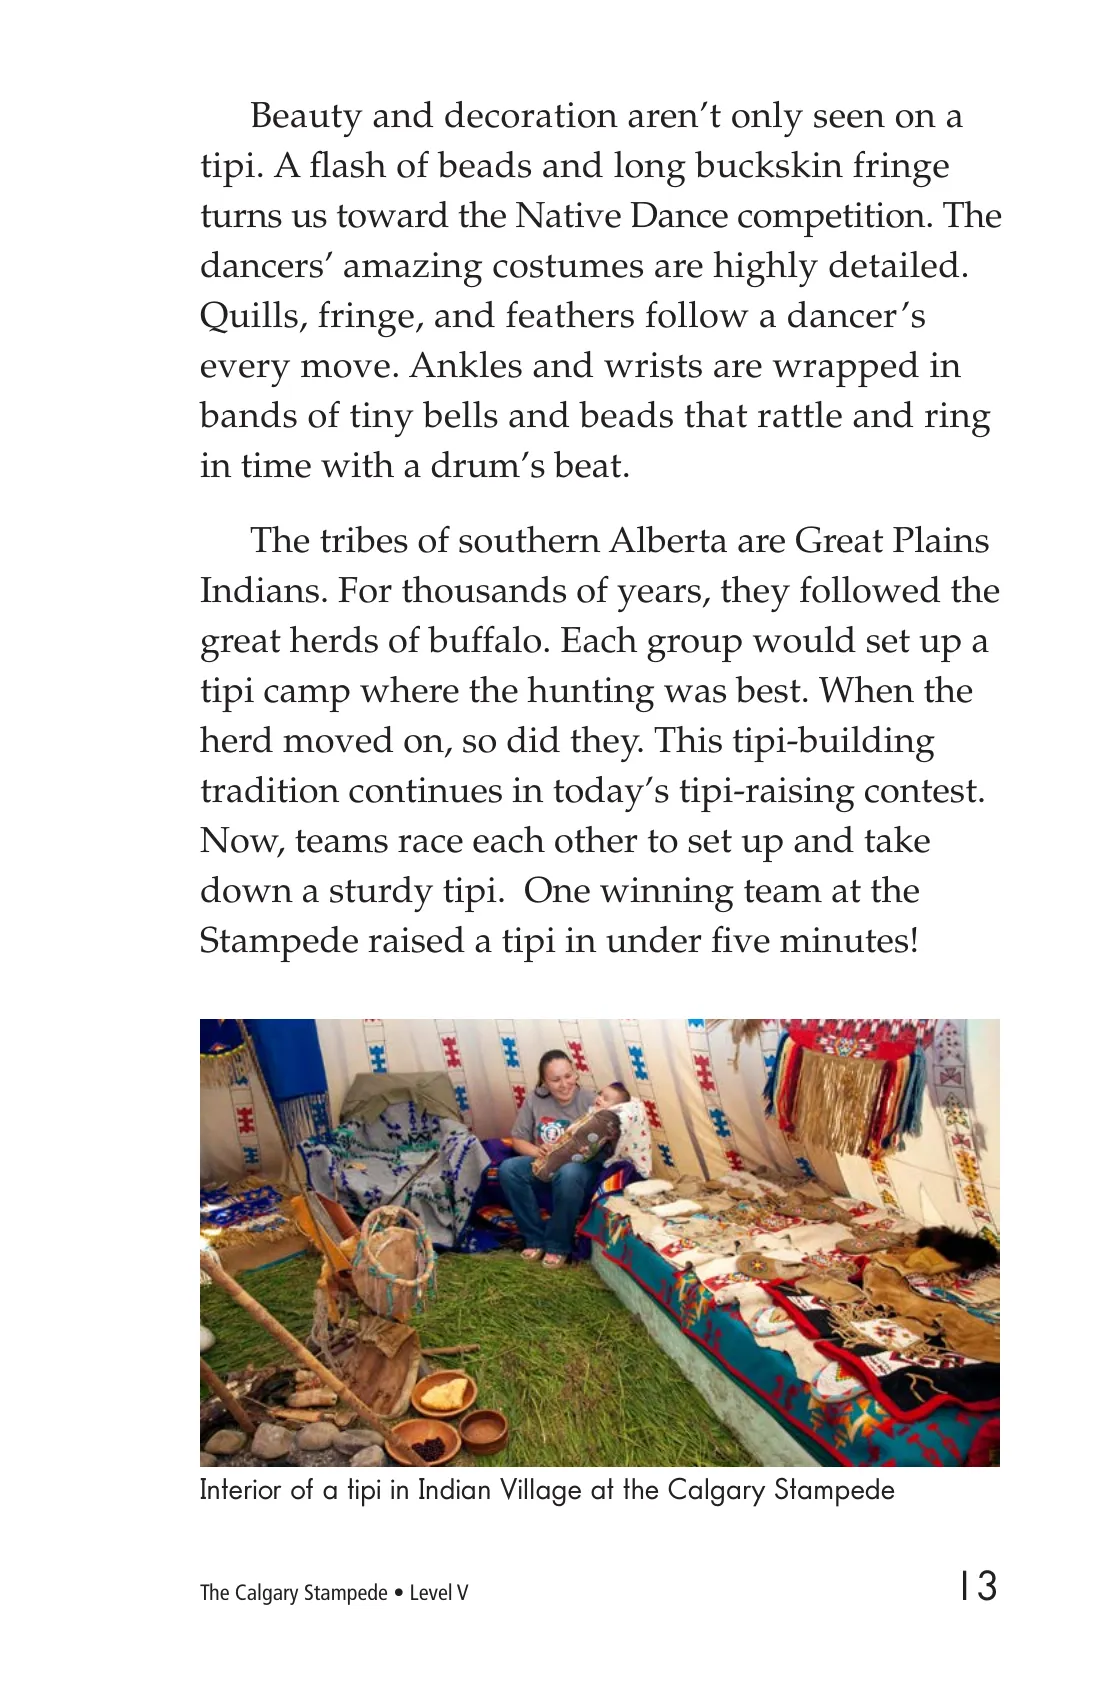 Beauty and decoration aren’t only seen on a
tipi. A flash of beads and long buckskin fringe
turns us toward the Native Dance competition. The
dancers’ amazing costumes are highly detailed.
Quills, fringe, and feathers follow a dancer’s
every move. Ankles and wrists are wrapped in
bands of tiny bells and beads that rattle and ring
in time with a drum’s beat.
The tribes of southern Alberta are Great Plains
Indians. For thousands of years, they followed the
great herds of buffalo. Each group would set up a
tipi camp where the hunting was best. When the
herd moved on, so did they. This tipi-building
tradition continues in today’s tipi-raising contest.
Now, teams race each other to set up and take
down a sturdy tipi.  One winning team at the
Stampede raised a tipi in under five minutes!
Interior of a tipi in Indian Village at the Calgary Stampede
The Calgary Stampede • Level V
13